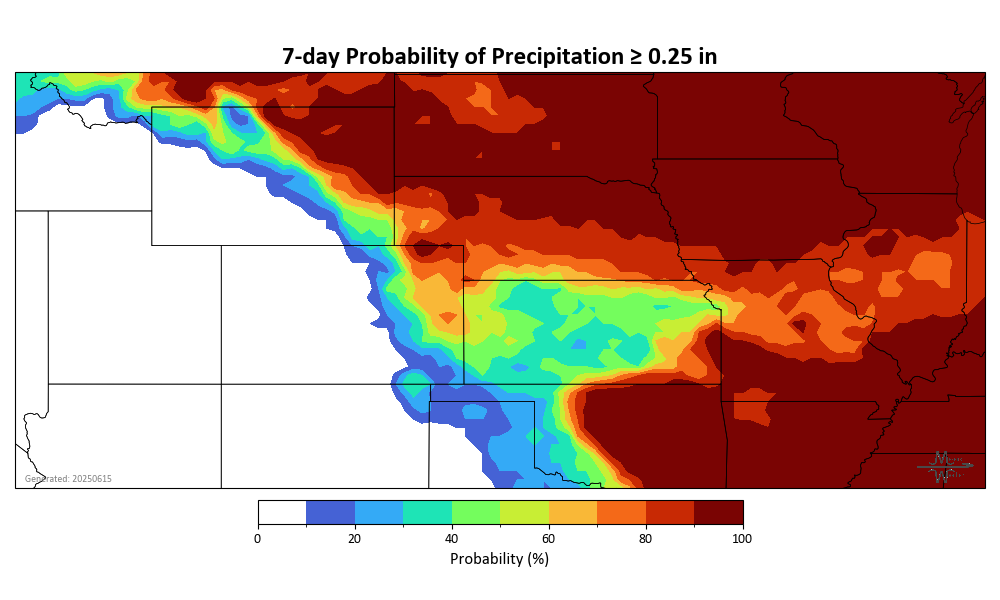 7-day Probability of Precipitation ≥ 0.25 in
Generated: 20250615
0 20 40 60 80 100
Probability (%)